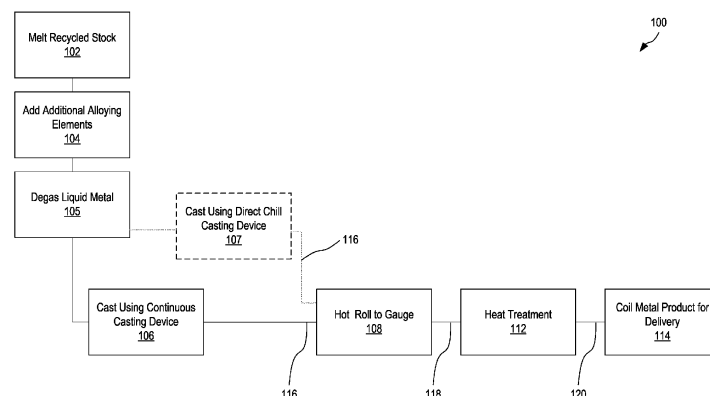 Melt Recycled Stock
102
100
Add Additional Alloying
Elements
104
Degas Liquid Metal
105
Cast Using Direct Chill
Casting Device
107
116
Cast Using Continuous
Casting Device
106
Hot Roll to Gauge
108
Heat Treatment
112
Coil Metal Product for
Delivery
114
116
118
120